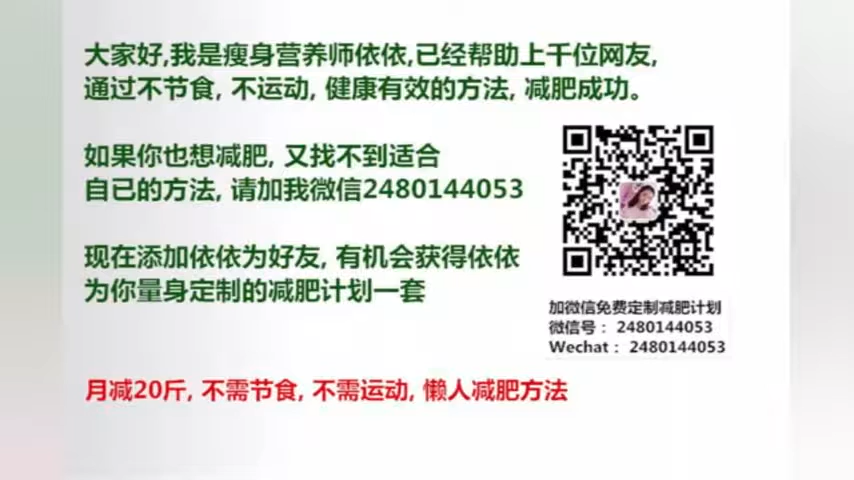 大家好,我是瘦身营养师依依,已经帮助上千位网友,
通过不节食, 不运动, 健康有效的方法, 减肥成功。
如果你也想减肥, 又找不到适合
自已的方法, 请加我微信2480144053
现在添加依依为好友, 有机会获得依依
为你量身定制的减肥计划一套
加微信免费定制减肥计划
微信号： 2480144053
Wechat： 2480144053
月减20斤, 不需节食, 不需运动, 懒人减肥方法